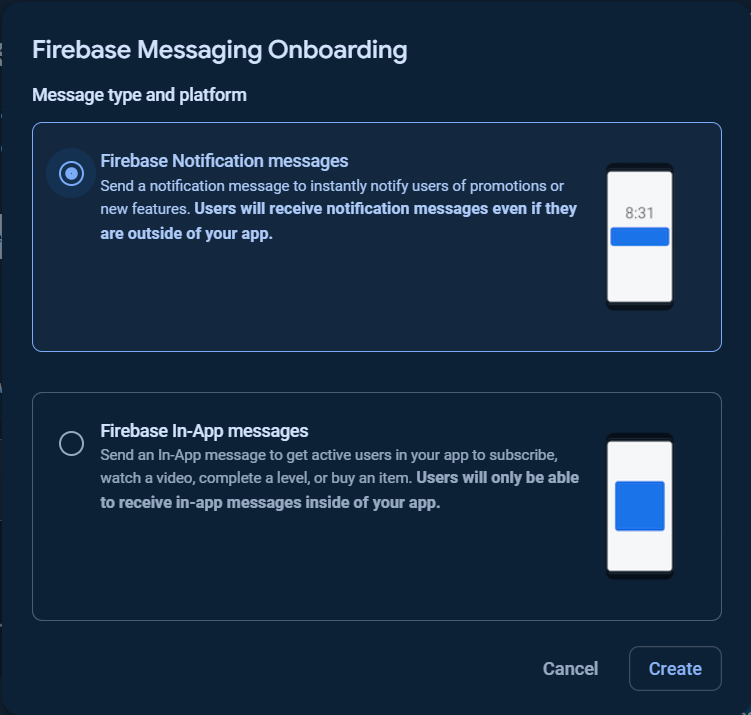 Firebase Messaging Onboarding
Message type and platform
Firebase Notification messages
Send a notification message to instantly notify users of promotions or
new features. Users will receive notification messages even if they
are outside of your app.
8:31
Firebase In-App messages
Send an In-App message to get active users in your app to subscribe,
watch a video, complete a level, or buy an item. Users will only be able
to receive in-app messages inside of your app.
Cancel
Create